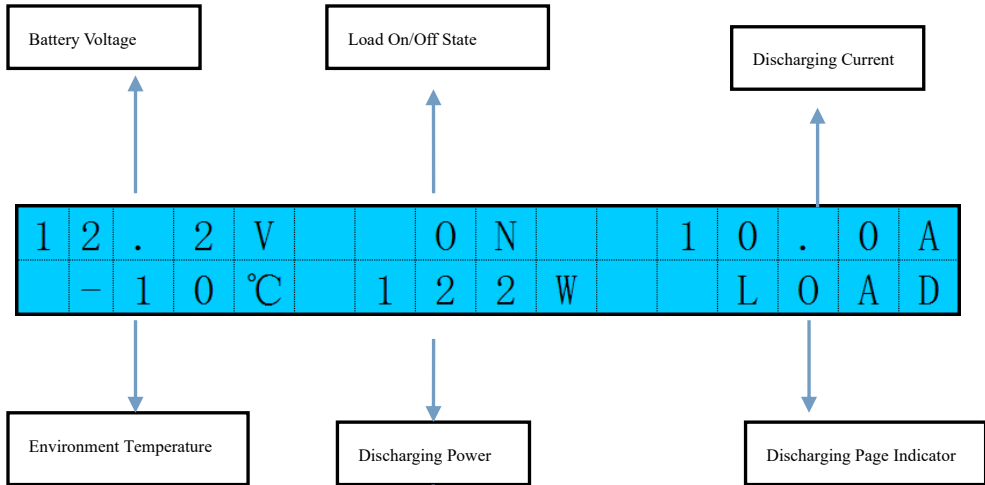 Battery Voltage
Load On/Off State
Discharging Current
12.2V ON 10.0A
-10℃ 122W LOAD
Environment Temperature
Discharging Power
Discharging Page Indicator